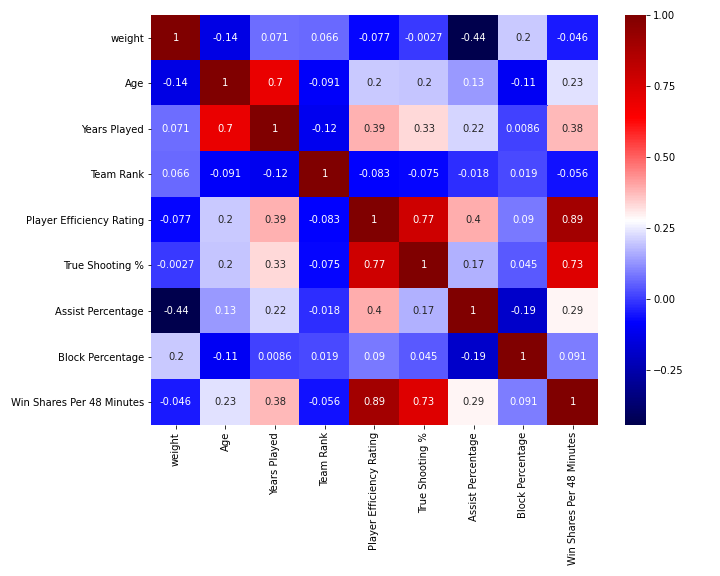 weight 1 -0.14 0.071 0.066 -0.077 -0.0027 -0.44 0.2 -0.046
Age -0.14 1 0.7 -0.091 0.2 0.2 0.13 -0.11 0.23
Years Played 0.071 0.7 1 -0.12 0.39 0.33 0.22 0.0086 0.38
Team Rank 0.066 -0.091 -0.12 1 -0.083 -0.075 -0.018 0.019 -0.056
Player Efficiency Rating -0.077 0.2 0.39 -0.083 1 0.77 0.4 0.09 0.89
True Shooting % -0.0027 0.2 0.33 -0.075 0.77 1 0.17 0.045 0.73
Assist Percentage -0.44 0.13 0.22 -0.018 0.4 0.17 1 -0.19 0.29
Block Percentage 0.2 -0.11 0.0086 0.019 0.09 0.045 -0.19 1 0.091
Win Shares Per 48 Minutes -0.046 0.23 0.38 -0.056 0.89 0.73 0.29 0.091 1
weight
Age
Years Played
Team Rank
Player Efficiency Rating
True Shooting %
Assist Percentage
Block Percentage
Win Shares Per 48 Minutes
1.00
0.75
0.50
0.25
0.00
-0.25